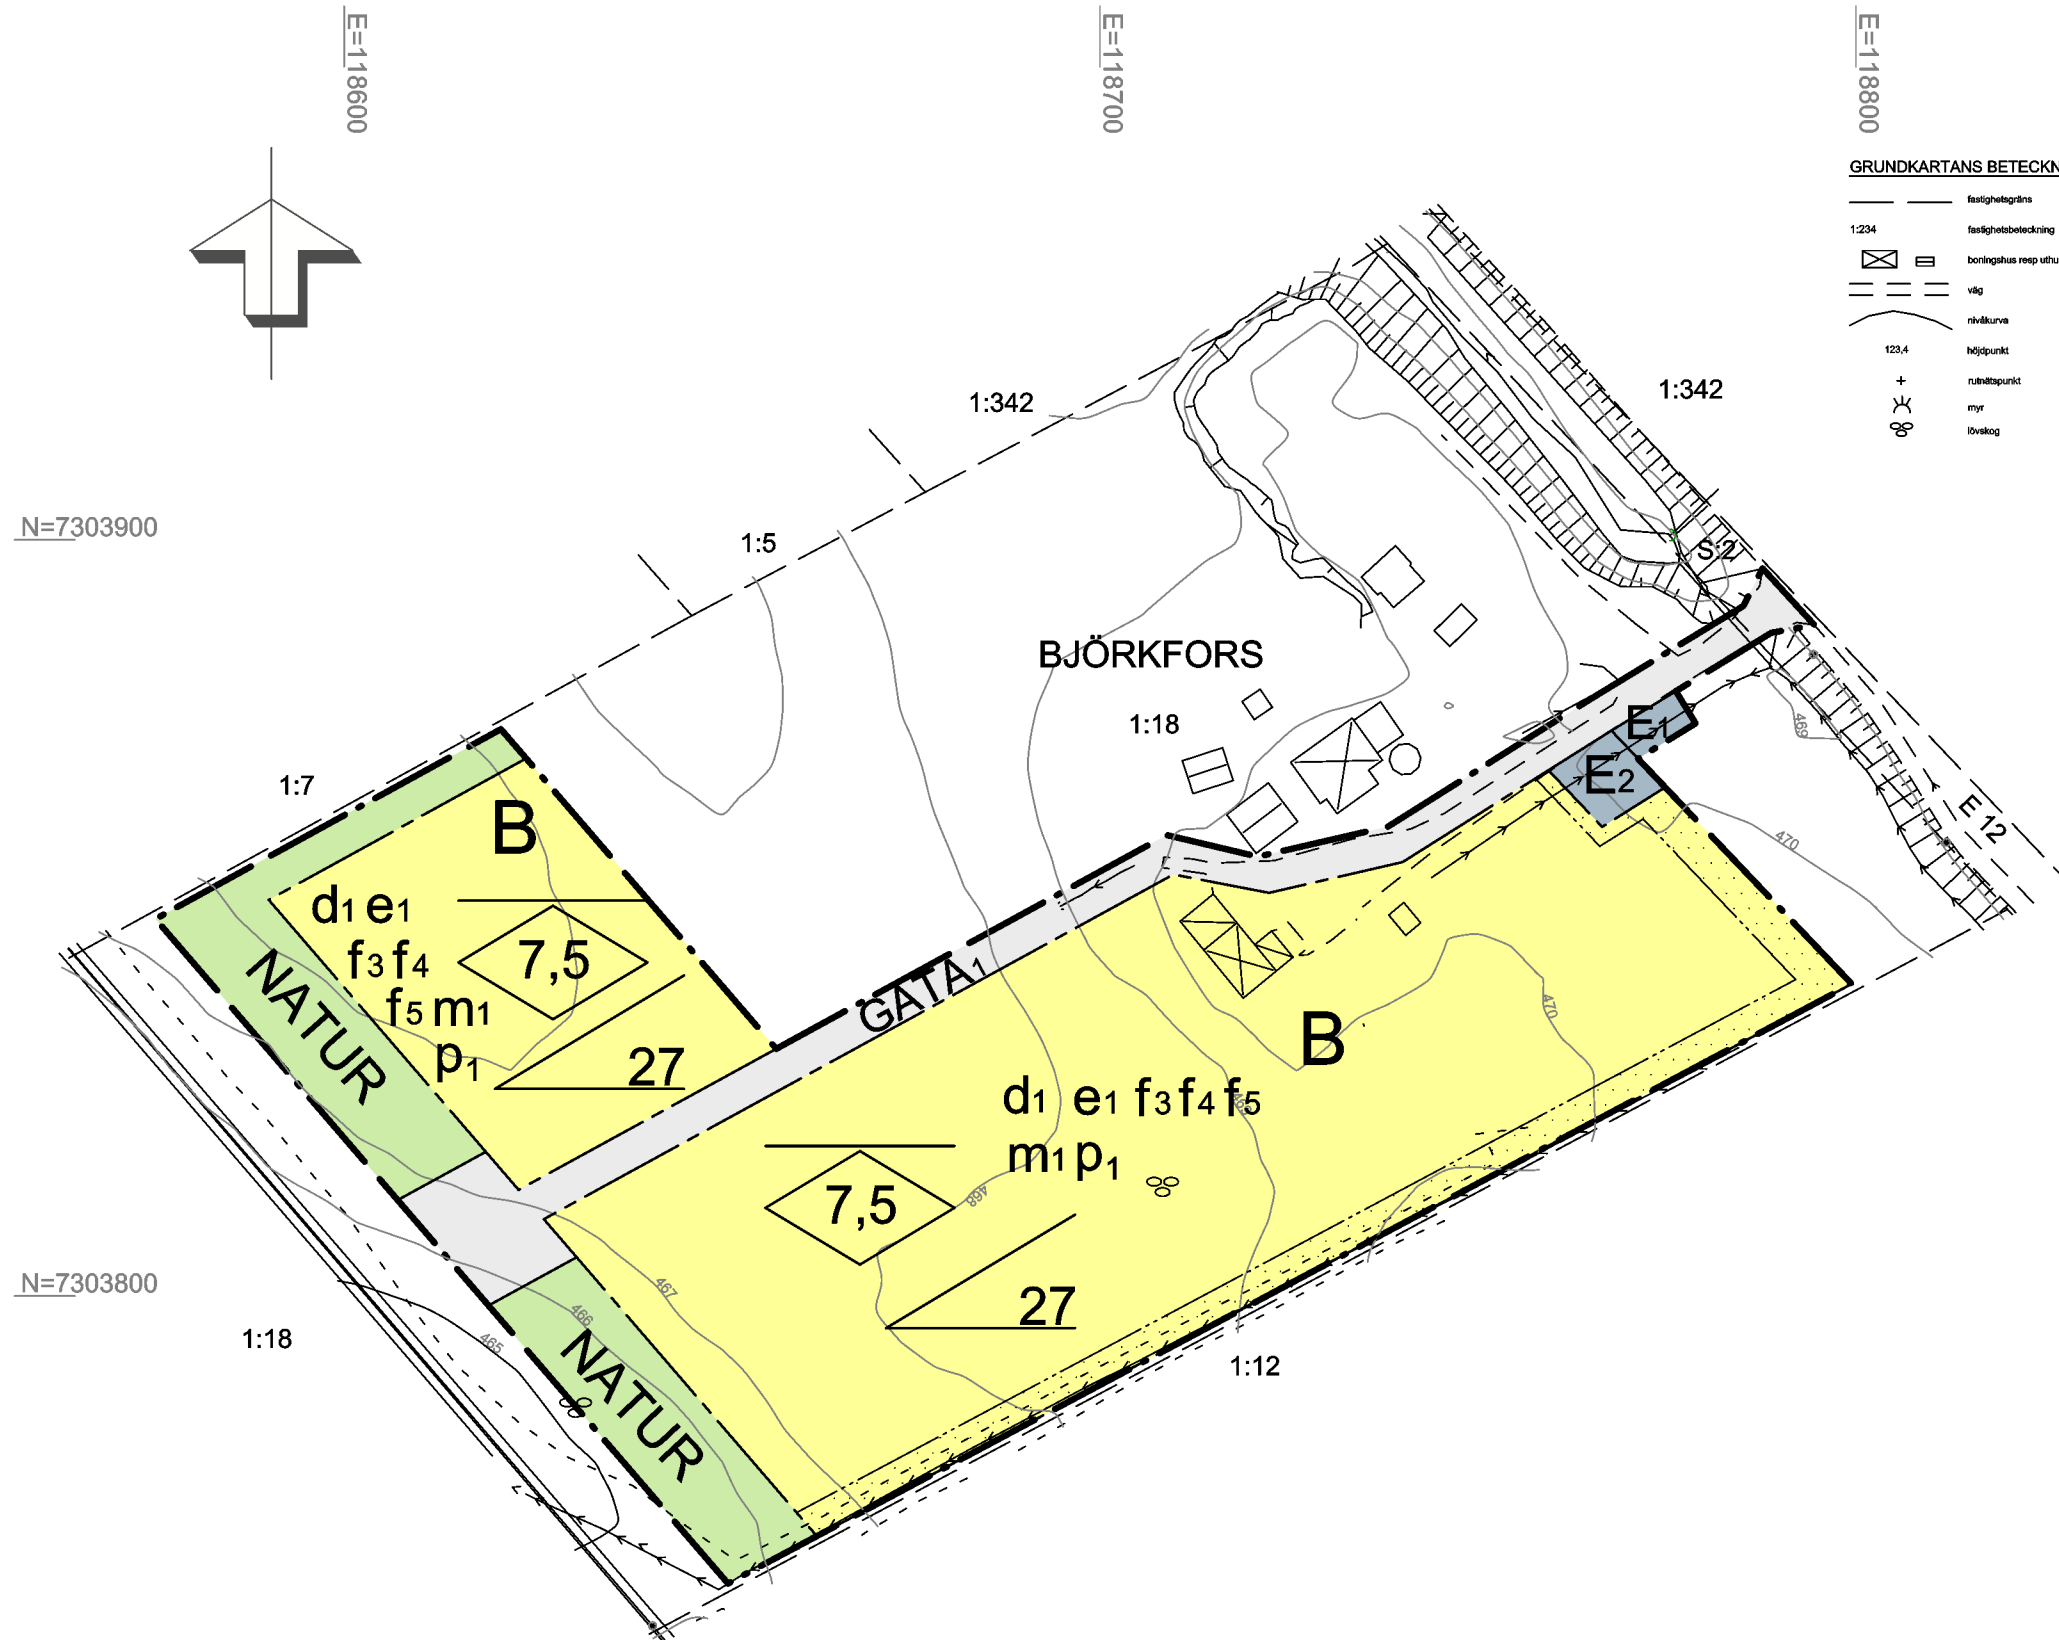 E=118600
E=118700
E=118800
GRUNDKARTANS BETECKN
fastighetsgräns
1:234
fastighetsbeteckning
boningshus resp uthu
väg
nivåkurva
123,4
höjdpunkt
rutnätspunkt
myr
lövskog
1:342
1:342
N=7303900
1:5
S:2
BJÖRKFORS
1:18
E1
469
1:7
E2
E 12
B
470
d1 e1
f3 f4
7,5
NATUR
f5 m1
GATA1
470
B
p1
27
d1 e1 f3 f4 f5
m1 p1
7,5
468
N=7303800
467
466
27
1:18
465
NATUR
1:12